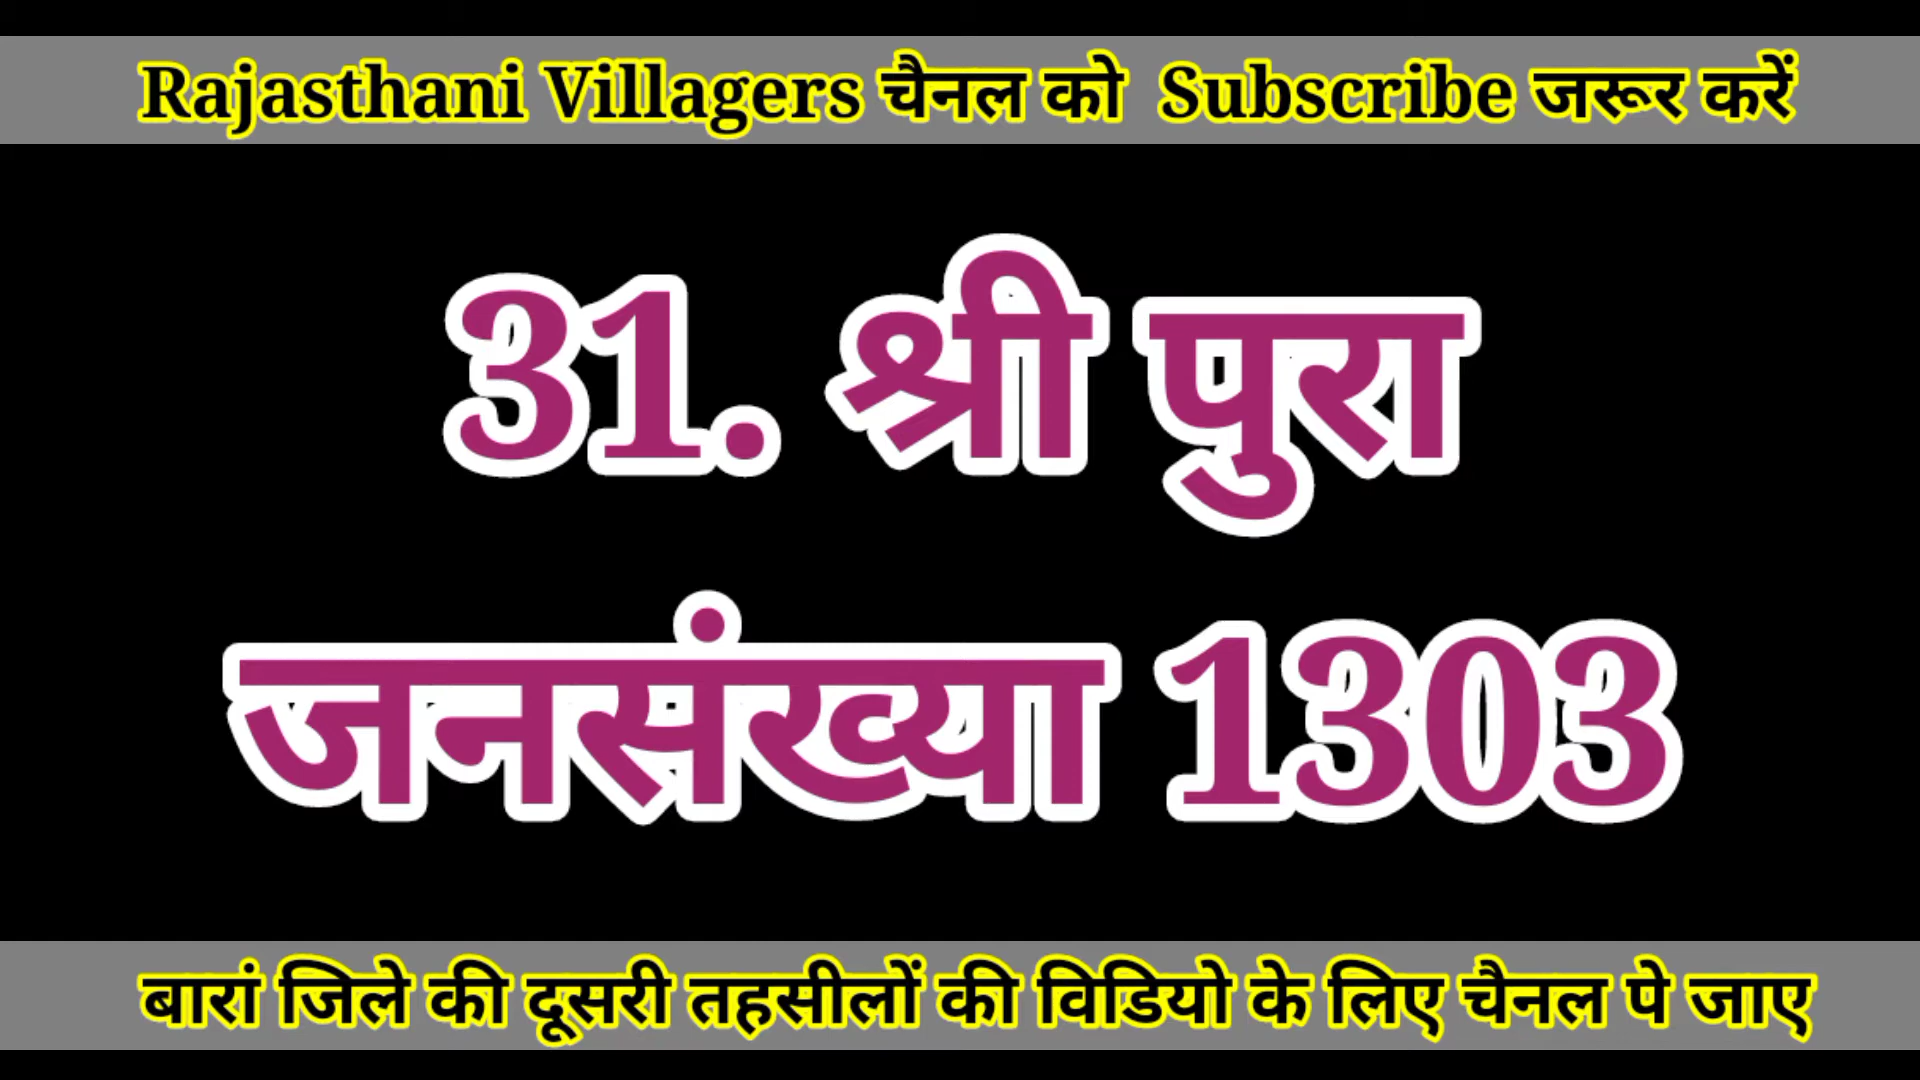 Rajasthani Villagers चैनल को Subscribe जरूर करें
31. श्री पुरा
जनसंख्या 1303
बारां जिले की दूसरी तहसीलों की विडियो के लिए चैनल पे जाए